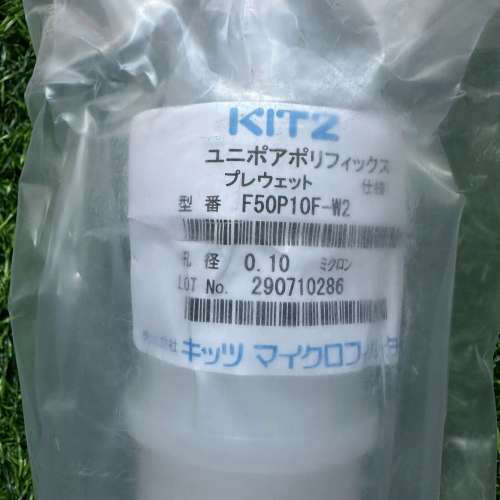 KITZ
ユニポアポリフィックス
プレウェット 仕様
型 番 F50P10F-W2
孔 径 0.10 ミクロン
LOT No. 290710286
キッツ マイクロフィルタ